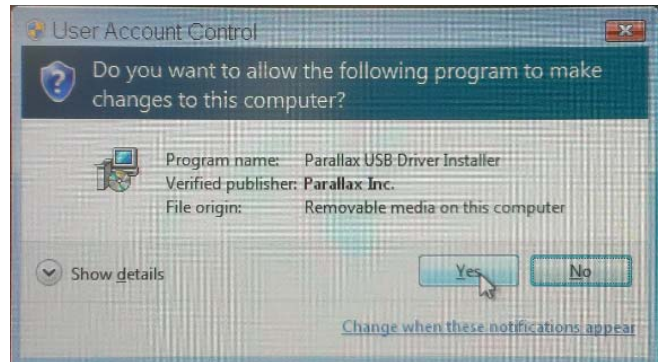 User Account Control
Do you want to allow the following program to make
changes to this computer?
Program name: Parallax USB Driver Installer
Verified publisher: Parallax Inc.
File origin: Removable media on this computer
Show details
Yes
No
Change when these notifications appear